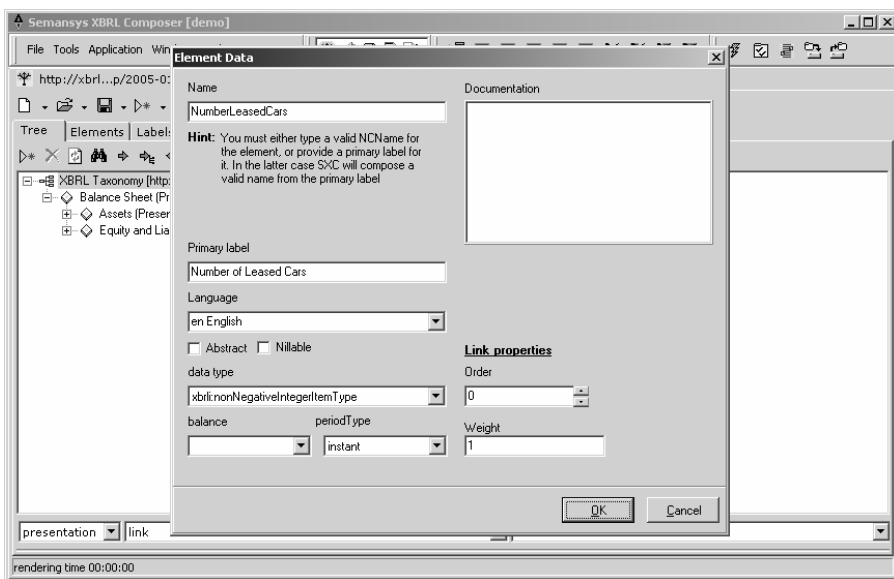 Semansys XBRL Composer [demo]
File Tools Application Win
http://xbrl...p/2005-01
Tree Elements Labels
XBRL Taxonomy [http:
Balance Sheet (Pr
Assets (Preser
Equity and Lia
Element Data
Name
NumberLeasedCars
Hint: You must either type a valid NCName for
the element, or provide a primary label for
it. In the latter case SXC will compose a
valid name from the primary label
Documentation
Primary label
Number of Leased Cars
Language
en English
Abstract Nillable
data type
xbrli:nonNegativeIntegerItemType
balance periodType
instant
Link properties
Order
0
Weight
1
OK Cancel
presentation link
rendering time 00:00:00